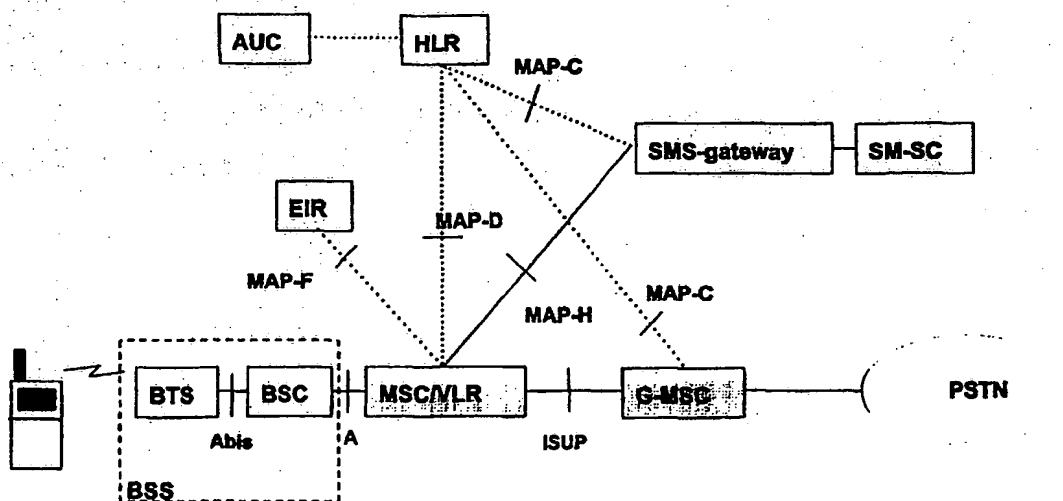 AUC
HLR
MAP-C
SMS-gateway
SM-SC
EIR
MAP-D
MAP-F
MAP-C
MAP-H
BTS
BSC
MSC/VLR
G-MSC
PSTN
Abis
A
ISUP
BSS